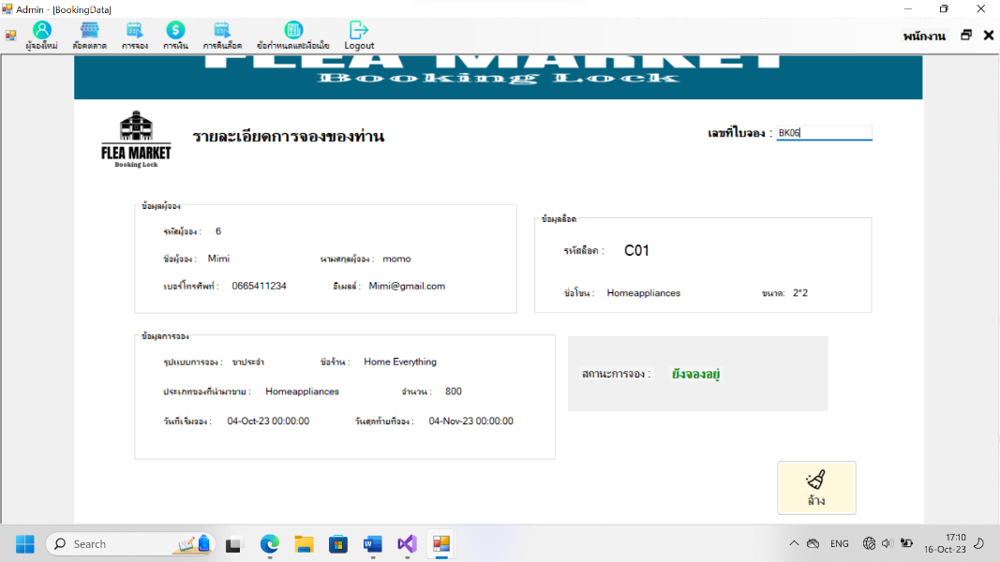 Admin - [BookingData]
ผู้จองใหม่ ล๊อคตลาด การจอง การเงิน การคืนล็อค ข้อกำหนดและเงื่อนไข Logout พนักงาน
FLEA MARKET
Booking Lock
FLEA MARKET
Booking Lock
รายละเอียดการจองของท่าน
เลขที่ใบจอง : BK06
ข้อมูลผู้จอง
รหัสผู้จอง : 6
ชื่อผู้จอง : Mimi นามสกุลผู้จอง : momo
เบอร์โทรศัพท์ : 0665411234 อีเมลล์ : Mimi@gmail.com
ข้อมูลล็อค
รหัสล็อค : C01
ชื่อโซน : Homeappliances ขนาด: 2*2
ข้อมูลการจอง
รูปแบบการจอง : ขาประจำ ชื่อร้าน : Home Everything
ประเภทของที่นำมาขาย : Homeappliances จำนวน : 800
วันที่เริ่มจอง : 04-Oct-23 00:00:00 วันสุดท้ายที่จอง : 04-Nov-23 00:00:00
สถานะการจอง : ยังจองอยู่
ล้าง
Search
ENG
17:10
16-Oct-23